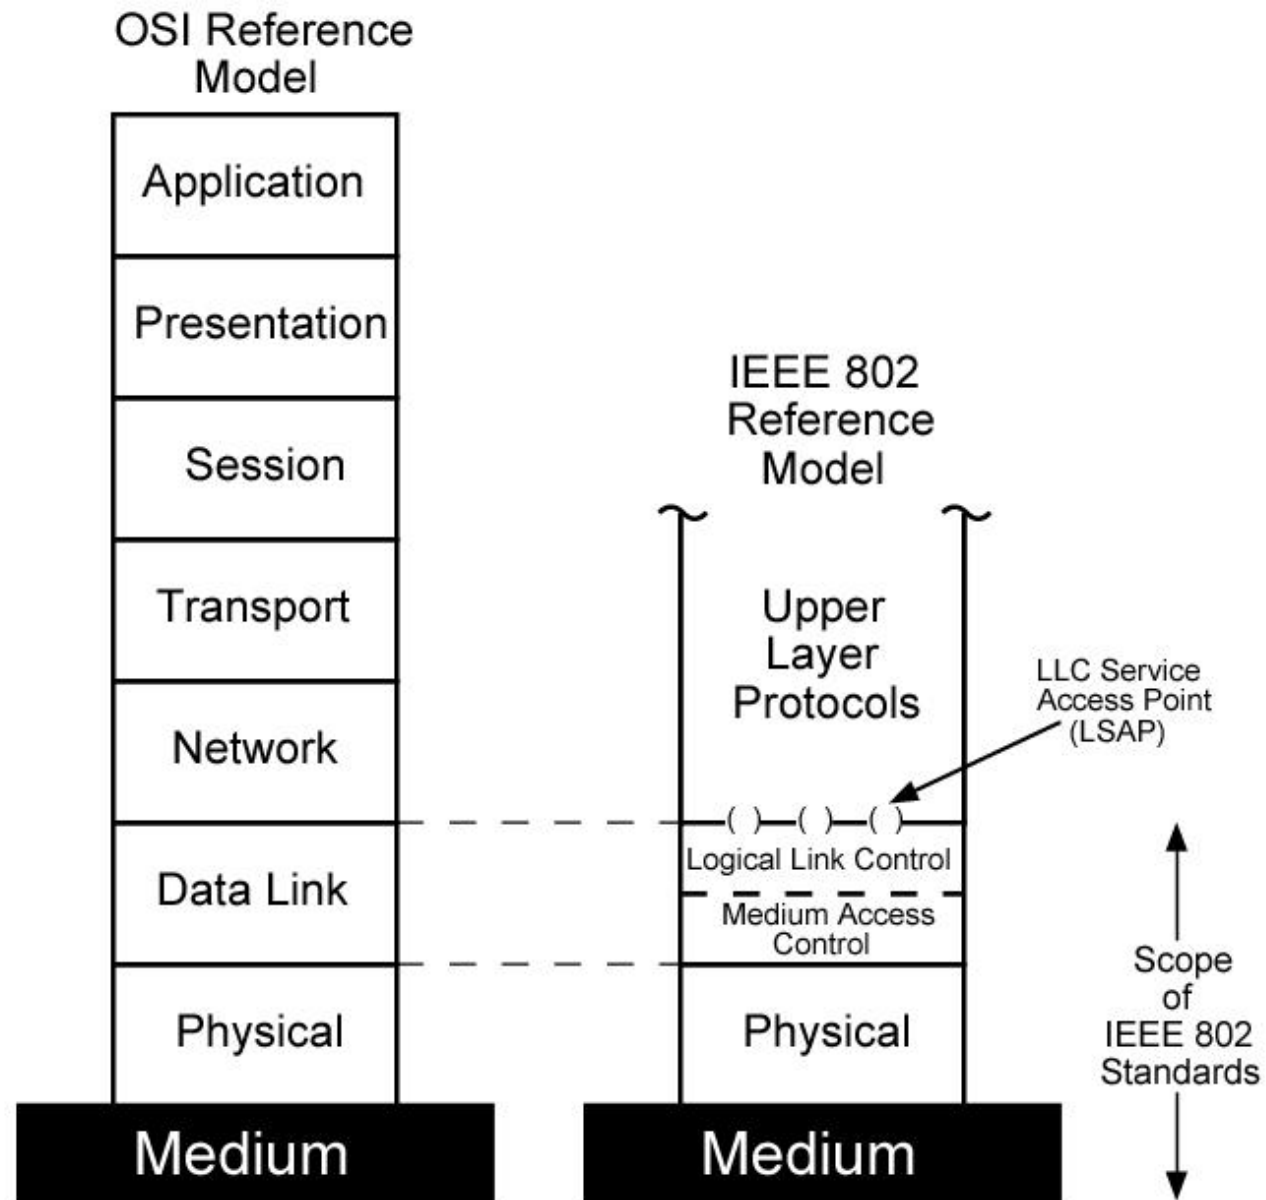 OSI Reference
Model
Application
Presentation
Session
Transport
Network
Data Link
Physical
Medium
IEEE 802
Reference
Model
Upper
Layer
Protocols
LLC Service
Access Point
(LSAP)
( ) ( ) ( )
Logical Link Control
Medium Access
Control
Physical
Medium
Scope
of
IEEE 802
Standards